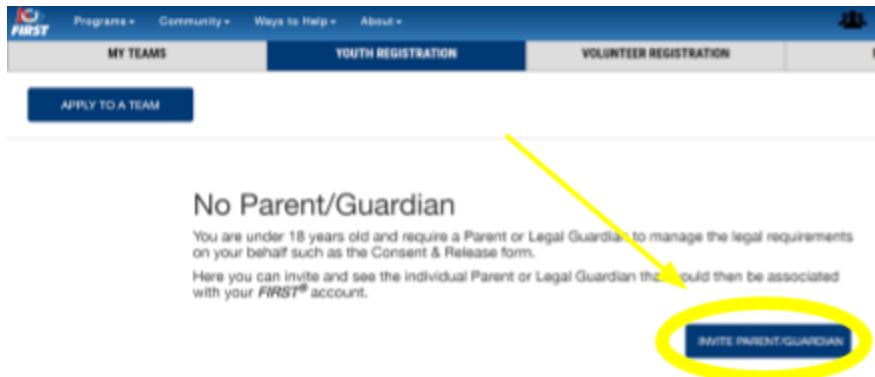 FIRST Programs Community Ways to Help About
MY TEAMS YOUTH REGISTRATION VOLUNTEER REGISTRATION
APPLY TO A TEAM
No Parent/Guardian
You are under 18 years old and require a Parent or Legal Guardian to manage the legal requirements
on your behalf such as the Consent & Release form.
Here you can invite and see the individual Parent or Legal Guardian that would then be associated
with your FIRST® account.
INVITE PARENT/GUARDIAN